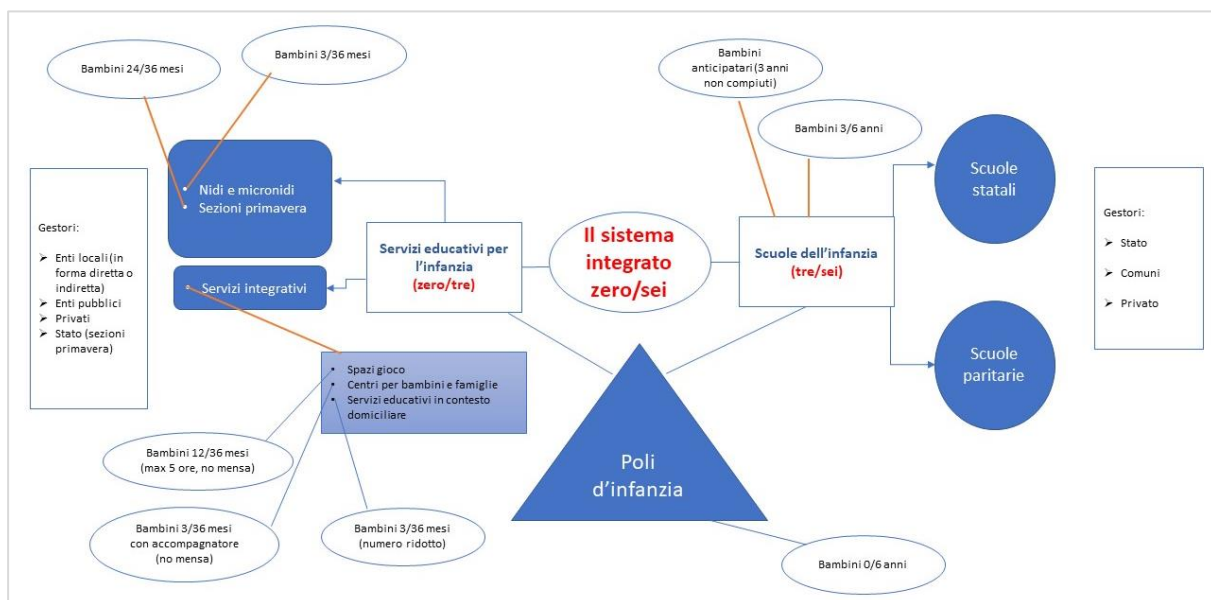 Bambini 24/36 mesi
Bambini 3/36 mesi
Bambini
anticipatari (3 anni
non compiuti)
Bambini 3/6 anni
• Nidi e micronidi
• Sezioni primavera
• Servizi integrativi
Gestori:
➢ Enti locali (in
forma diretta o
indiretta)
➢ Enti pubblici
➢ Privati
➢ Stato (sezioni
primavera)
Servizi educativi per
l’infanzia
(zero/tre)
Il sistema
integrato
zero/sei
Scuole dell’infanzia
(tre/sei)
Scuole
statali
Scuole
paritarie
Gestori:
➢ Stato
➢ Comuni
➢ Privato
• Spazi gioco
• Centri per bambini e famiglie
• Servizi educativi in contesto
domiciliare
Bambini 12/36 mesi
(max 5 ore, no mensa)
Bambini 3/36 mesi
con accompagnatore
(no mensa)
Bambini 3/36 mesi
(numero ridotto)
Poli
d’infanzia
Bambini 0/6 anni